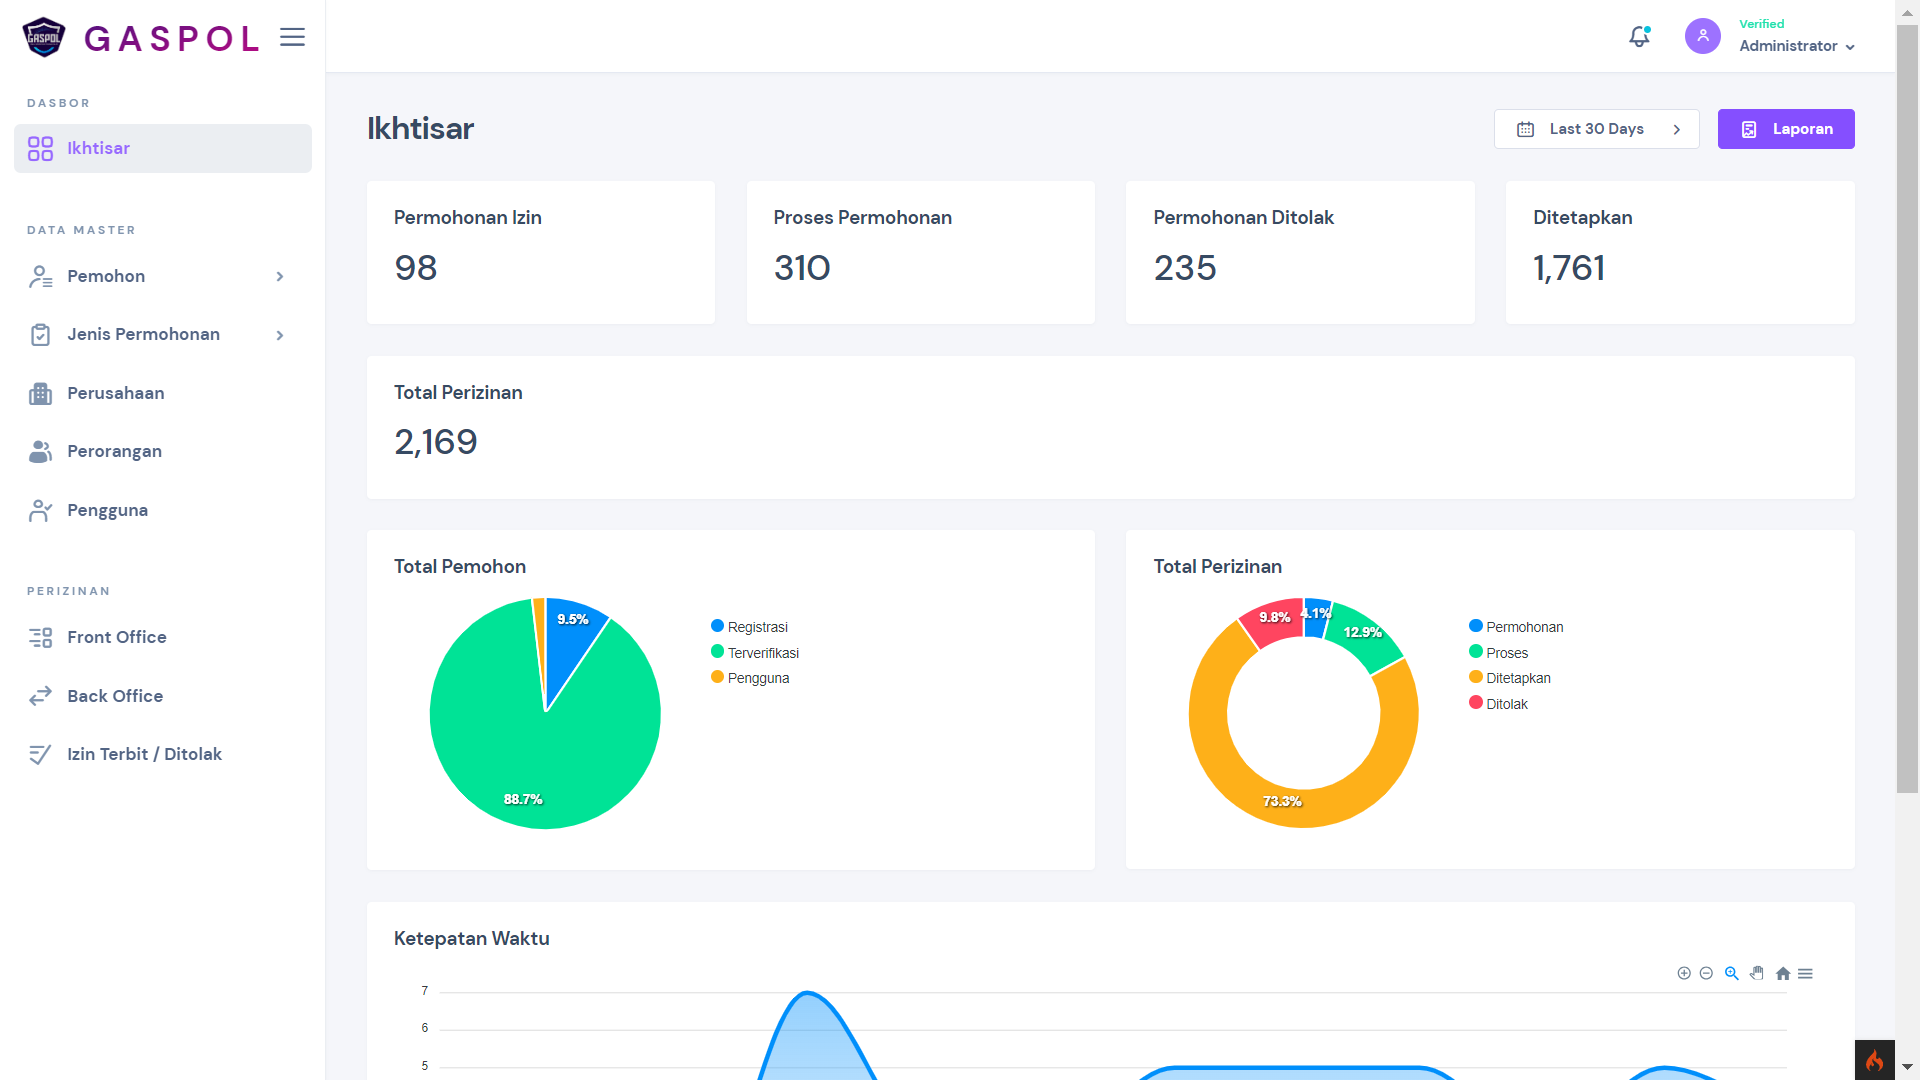 GASPOL
GASPOL
Verified
Administrator
DASBOR
Ikhtisar
DATA MASTER
Pemohon
Jenis Permohonan
Perusahaan
Perorangan
Pengguna
PERIZINAN
Front Office
Back Office
Izin Terbit / Ditolak
Ikhtisar
Last 30 Days
Laporan
Permohonan Izin
98
Proses Permohonan
310
Permohonan Ditolak
235
Ditetapkan
1,761
Total Perizinan
2,169
Total Pemohon
9.5%
88.7%
Registrasi
Terverifikasi
Pengguna
Total Perizinan
9.8%
4.1%
12.9%
73.3%
Permohonan
Proses
Ditetapkan
Ditolak
Ketepatan Waktu
7
6
5